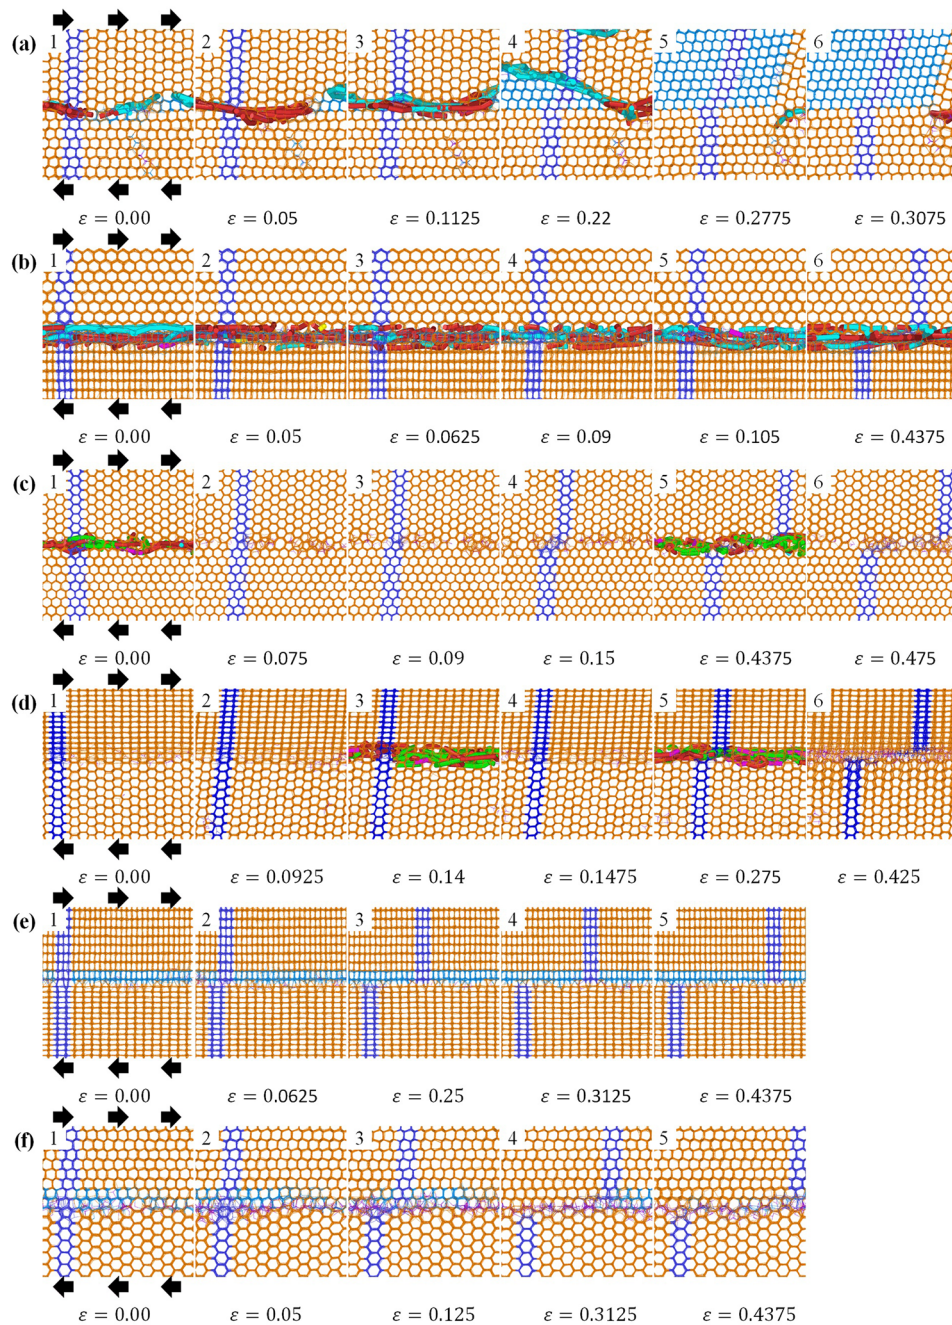 (a) 1 2 3 4 5 6
ε = 0.00 ε = 0.05 ε = 0.1125 ε = 0.22 ε = 0.2775 ε = 0.3075
(b) 1 2 3 4 5 6
ε = 0.00 ε = 0.05 ε = 0.0625 ε = 0.09 ε = 0.105 ε = 0.4375
(c) 1 2 3 4 5 6
ε = 0.00 ε = 0.075 ε = 0.09 ε = 0.15 ε = 0.4375 ε = 0.475
(d) 1 2 3 4 5 6
ε = 0.00 ε = 0.0925 ε = 0.14 ε = 0.1475 ε = 0.275 ε = 0.425
(e) 1 2 3 4 5
ε = 0.00 ε = 0.0625 ε = 0.25 ε = 0.3125 ε = 0.4375
(f) 1 2 3 4 5
ε = 0.00 ε = 0.05 ε = 0.125 ε = 0.3125 ε = 0.4375